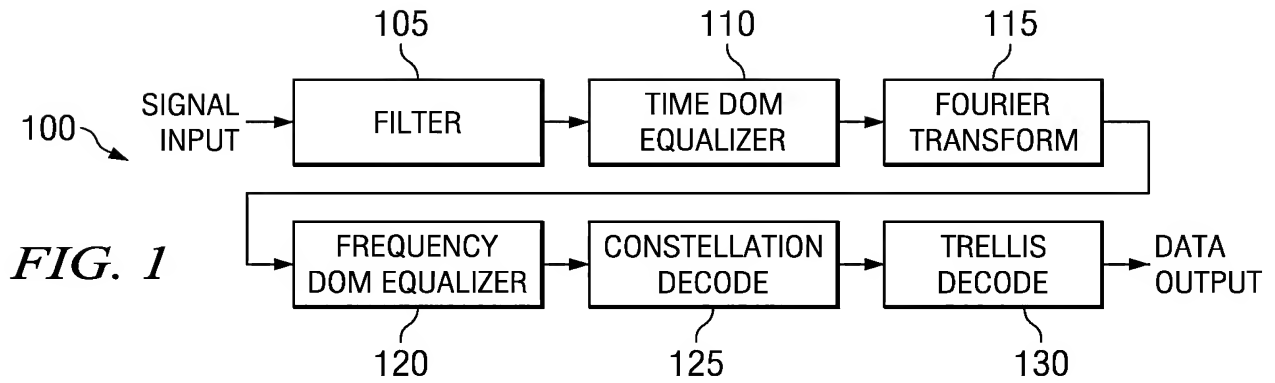 105
110
115
SIGNAL
INPUT
FILTER
TIME DOM
EQUALIZER
FOURIER
TRANSFORM
100
FIG. 1
FREQUENCY
DOM EQUALIZER
CONSTELLATION
DECODE
TRELLIS
DECODE
DATA
OUTPUT
120
125
130